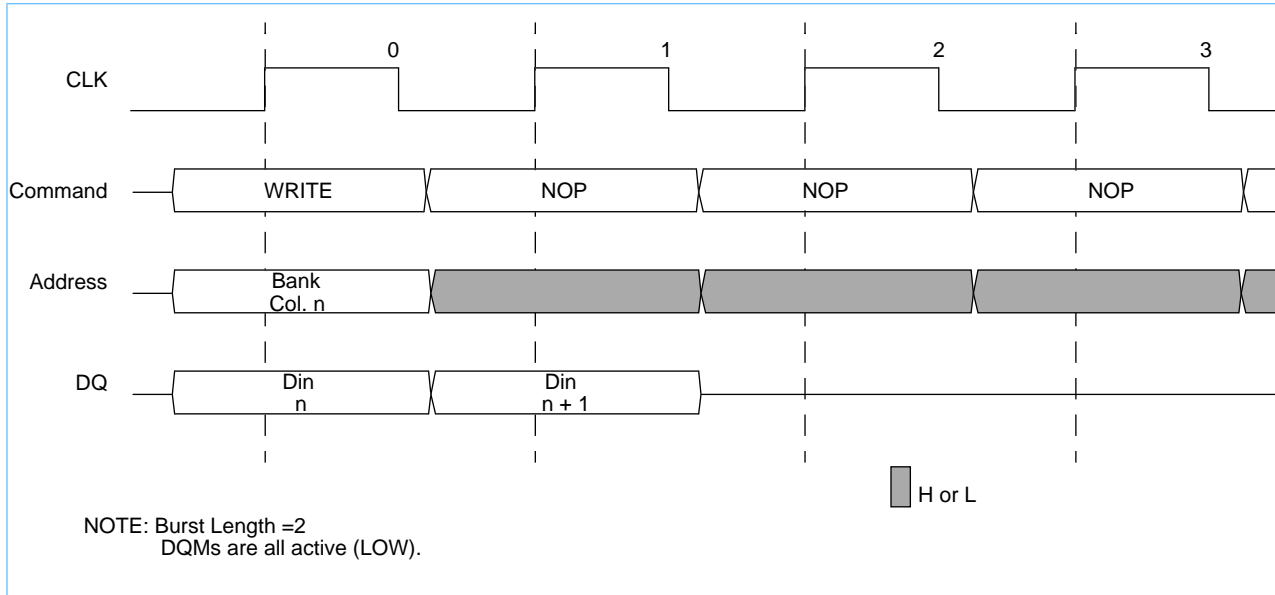 0 1 2 3
CLK
Command WRITE NOP NOP NOP
Address Bank
Col. n
DQ Din Din
n n + 1
H or L
NOTE: Burst Length =2
DQMs are all active (LOW).